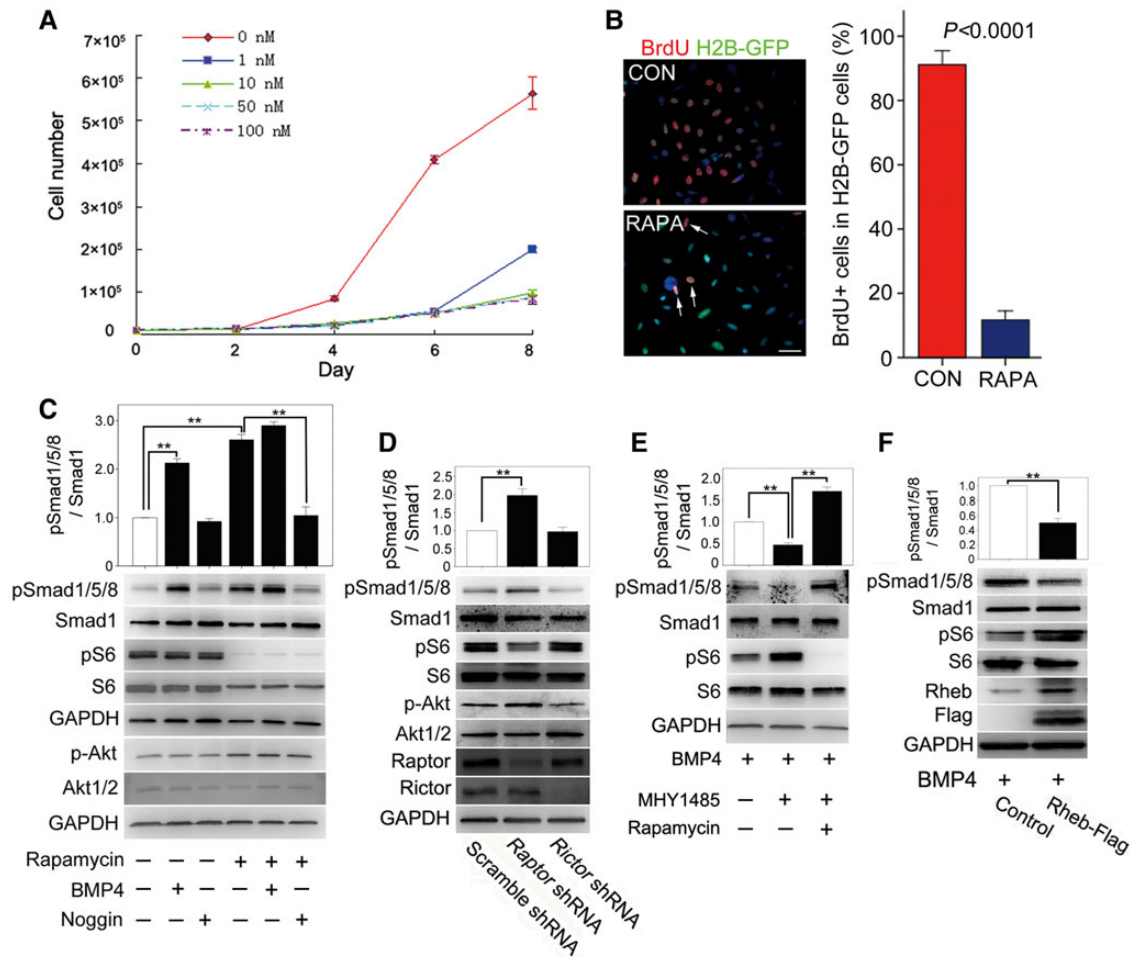 A
7×10⁵
6×10⁵
5×10⁵
4×10⁵
3×10⁵
2×10⁵
1×10⁵
0
Cell number
0 nM
1 nM
10 nM
50 nM
100 nM
0 2 4 6 8
Day
B
BrdU H2B-GFP
CON
RAPA
BrdU+ cells in H2B-GFP cells (%)
100
80
60
40
20
0
P<0.0001
CON RAPA
C
pSmad1/5/8
/ Smad1
3.0
2.0
1.0
0.0
** ** **
pSmad1/5/8
Smad1
pS6
S6
GAPDH
p-Akt
Akt1/2
GAPDH
Rapamycin − − − + + +
BMP4 − + − − + −
Noggin − − + − − +
D
pSmad1/5/8
/ Smad1
2.5
2.0
1.5
1.0
0.5
0.0
**
pSmad1/5/8
Smad1
pS6
S6
p-Akt
Akt1/2
Raptor
Rictor
GAPDH
Scramble shRNA
Raptor shRNA
Rictor shRNA
E
pSmad1/5/8
/ Smad1
2.0
1.5
1.0
0.5
0.0
** **
pSmad1/5/8
Smad1
pS6
S6
GAPDH
BMP4 + + +
MHY1485 − + +
Rapamycin − − +
F
pSmad1/5/8
/ Smad1
1.0
0.8
0.6
0.4
0.2
0.0
**
pSmad1/5/8
Smad1
pS6
S6
Rheb
Flag
GAPDH
BMP4 + +
Control
Rheb-Flag